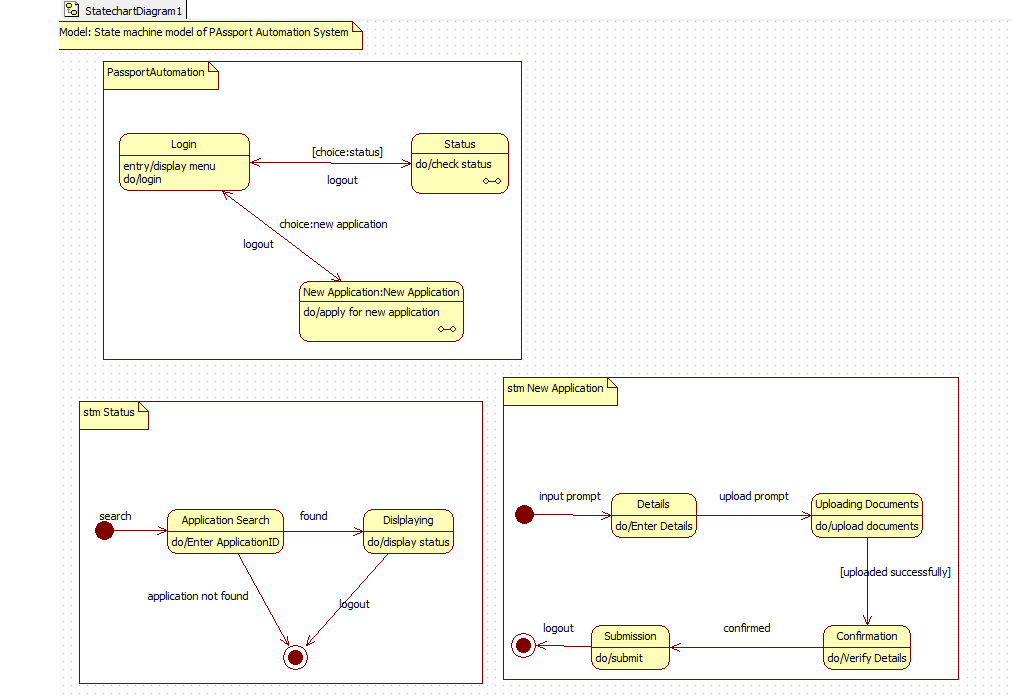 StatechartDiagram1
Model: State machine model of PAssport Automation System
PassportAutomation
Login
entry/display menu
do/login
[choice:status]
logout
Status
do/check status
choice:new application
logout
New Application:New Application
do/apply for new application
stm Status
search
Application Search
do/Enter ApplicationID
found
Dislplaying
do/display status
application not found
logout
stm New Application
input prompt
Details
do/Enter Details
upload prompt
Uploading Documents
do/upload documents
[uploaded successfully]
Confirmation
do/Verify Details
confirmed
Submission
do/submit
logout